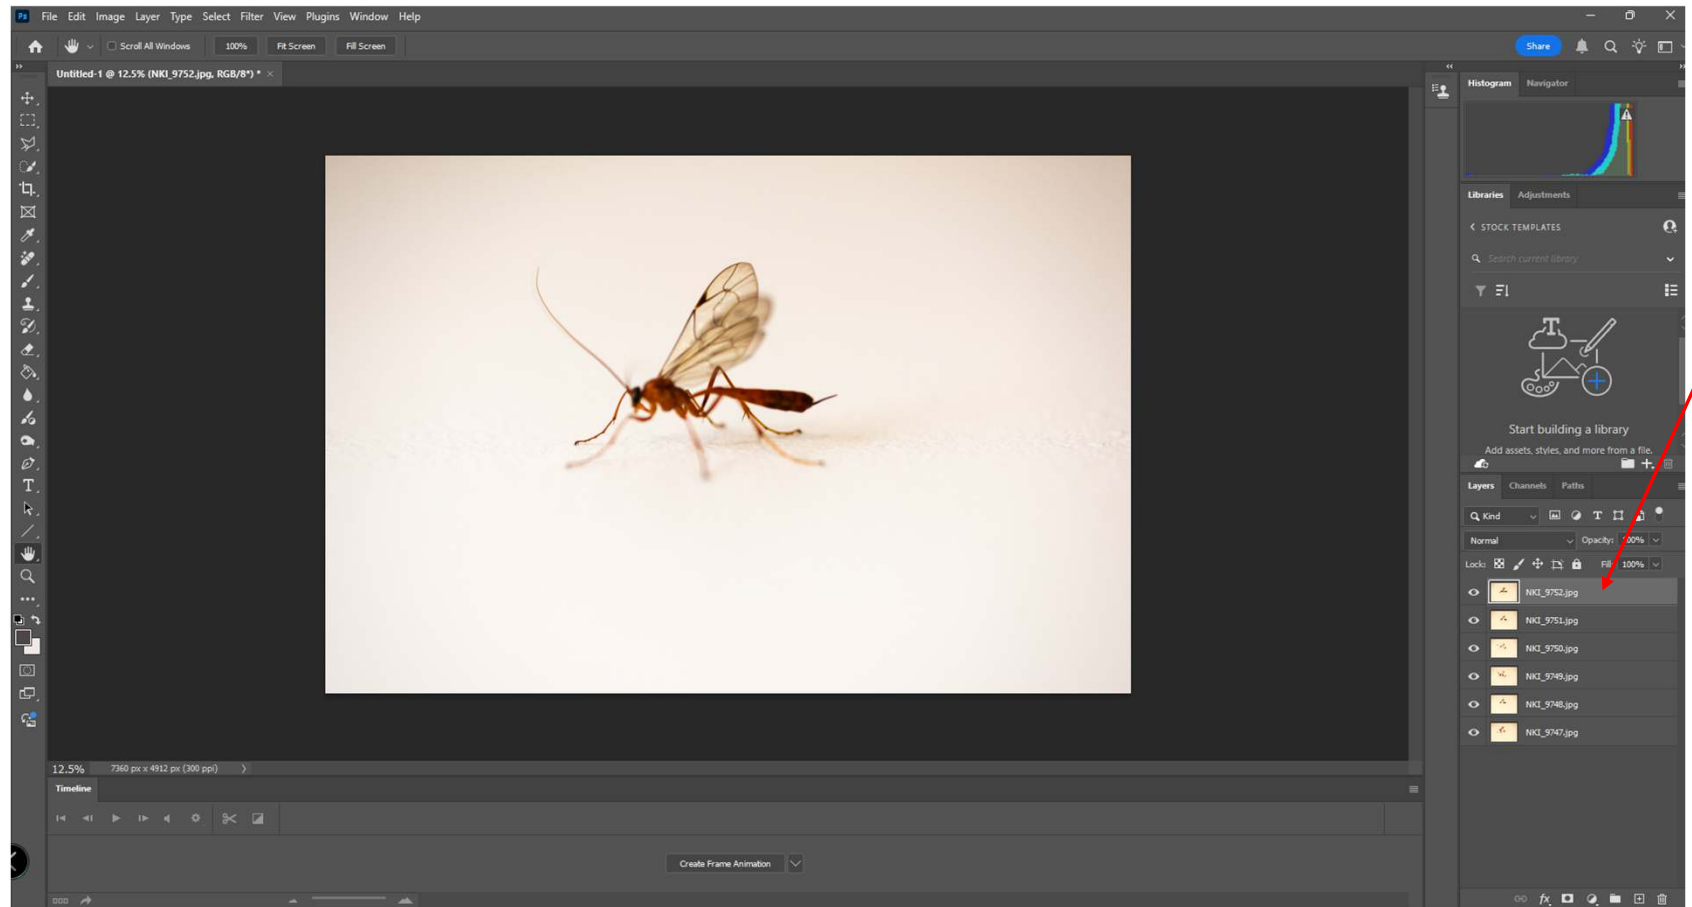 Ps File Edit Image Layer Type Select Filter View Plugins Window Help
Scroll All Windows 100% Fit Screen Fill Screen Share
Untitled-1 @ 12.5% (NKI_9752.jpg, RGB/8*) * ×
Histogram Navigator
Libraries Adjustments
< STOCK TEMPLATES
Search current library
Start building a library
Add assets, styles, and more from a file.
Layers Channels Paths
Kind
Normal Opacity: 100%
Lock: Fill: 100%
NKI_9752.jpg
NKI_9751.jpg
NKI_9750.jpg
NKI_9749.jpg
NKI_9748.jpg
NKI_9747.jpg
12.5% 7360 px x 4912 px (300 ppi) >
Timeline
Create Frame Animation